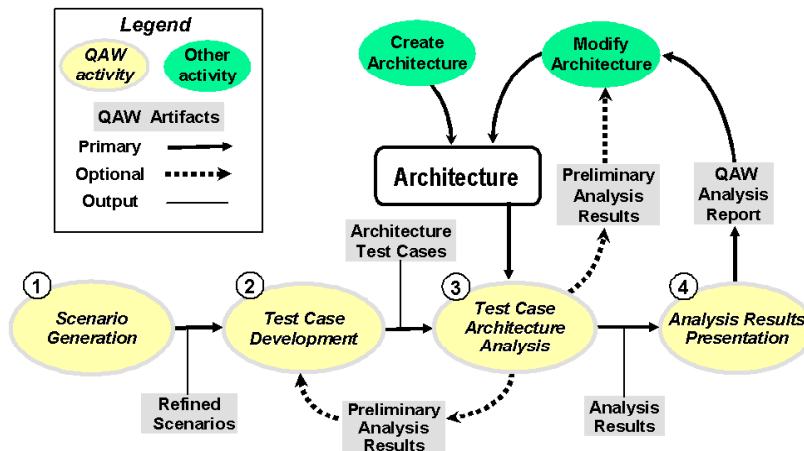 Legend
QAW
activity
Other
activity
QAW Artifacts
Primary
Optional
Output
Create
Architecture
Modify
Architecture
Architecture
Preliminary
Analysis
Results
QAW
Analysis
Report
Architecture
Test Cases
1
Scenario
Generation
2
Test Case
Development
3
Test Case
Architecture
Analysis
4
Analysis Results
Presentation
Refined
Scenarios
Preliminary
Analysis
Results
Analysis
Results